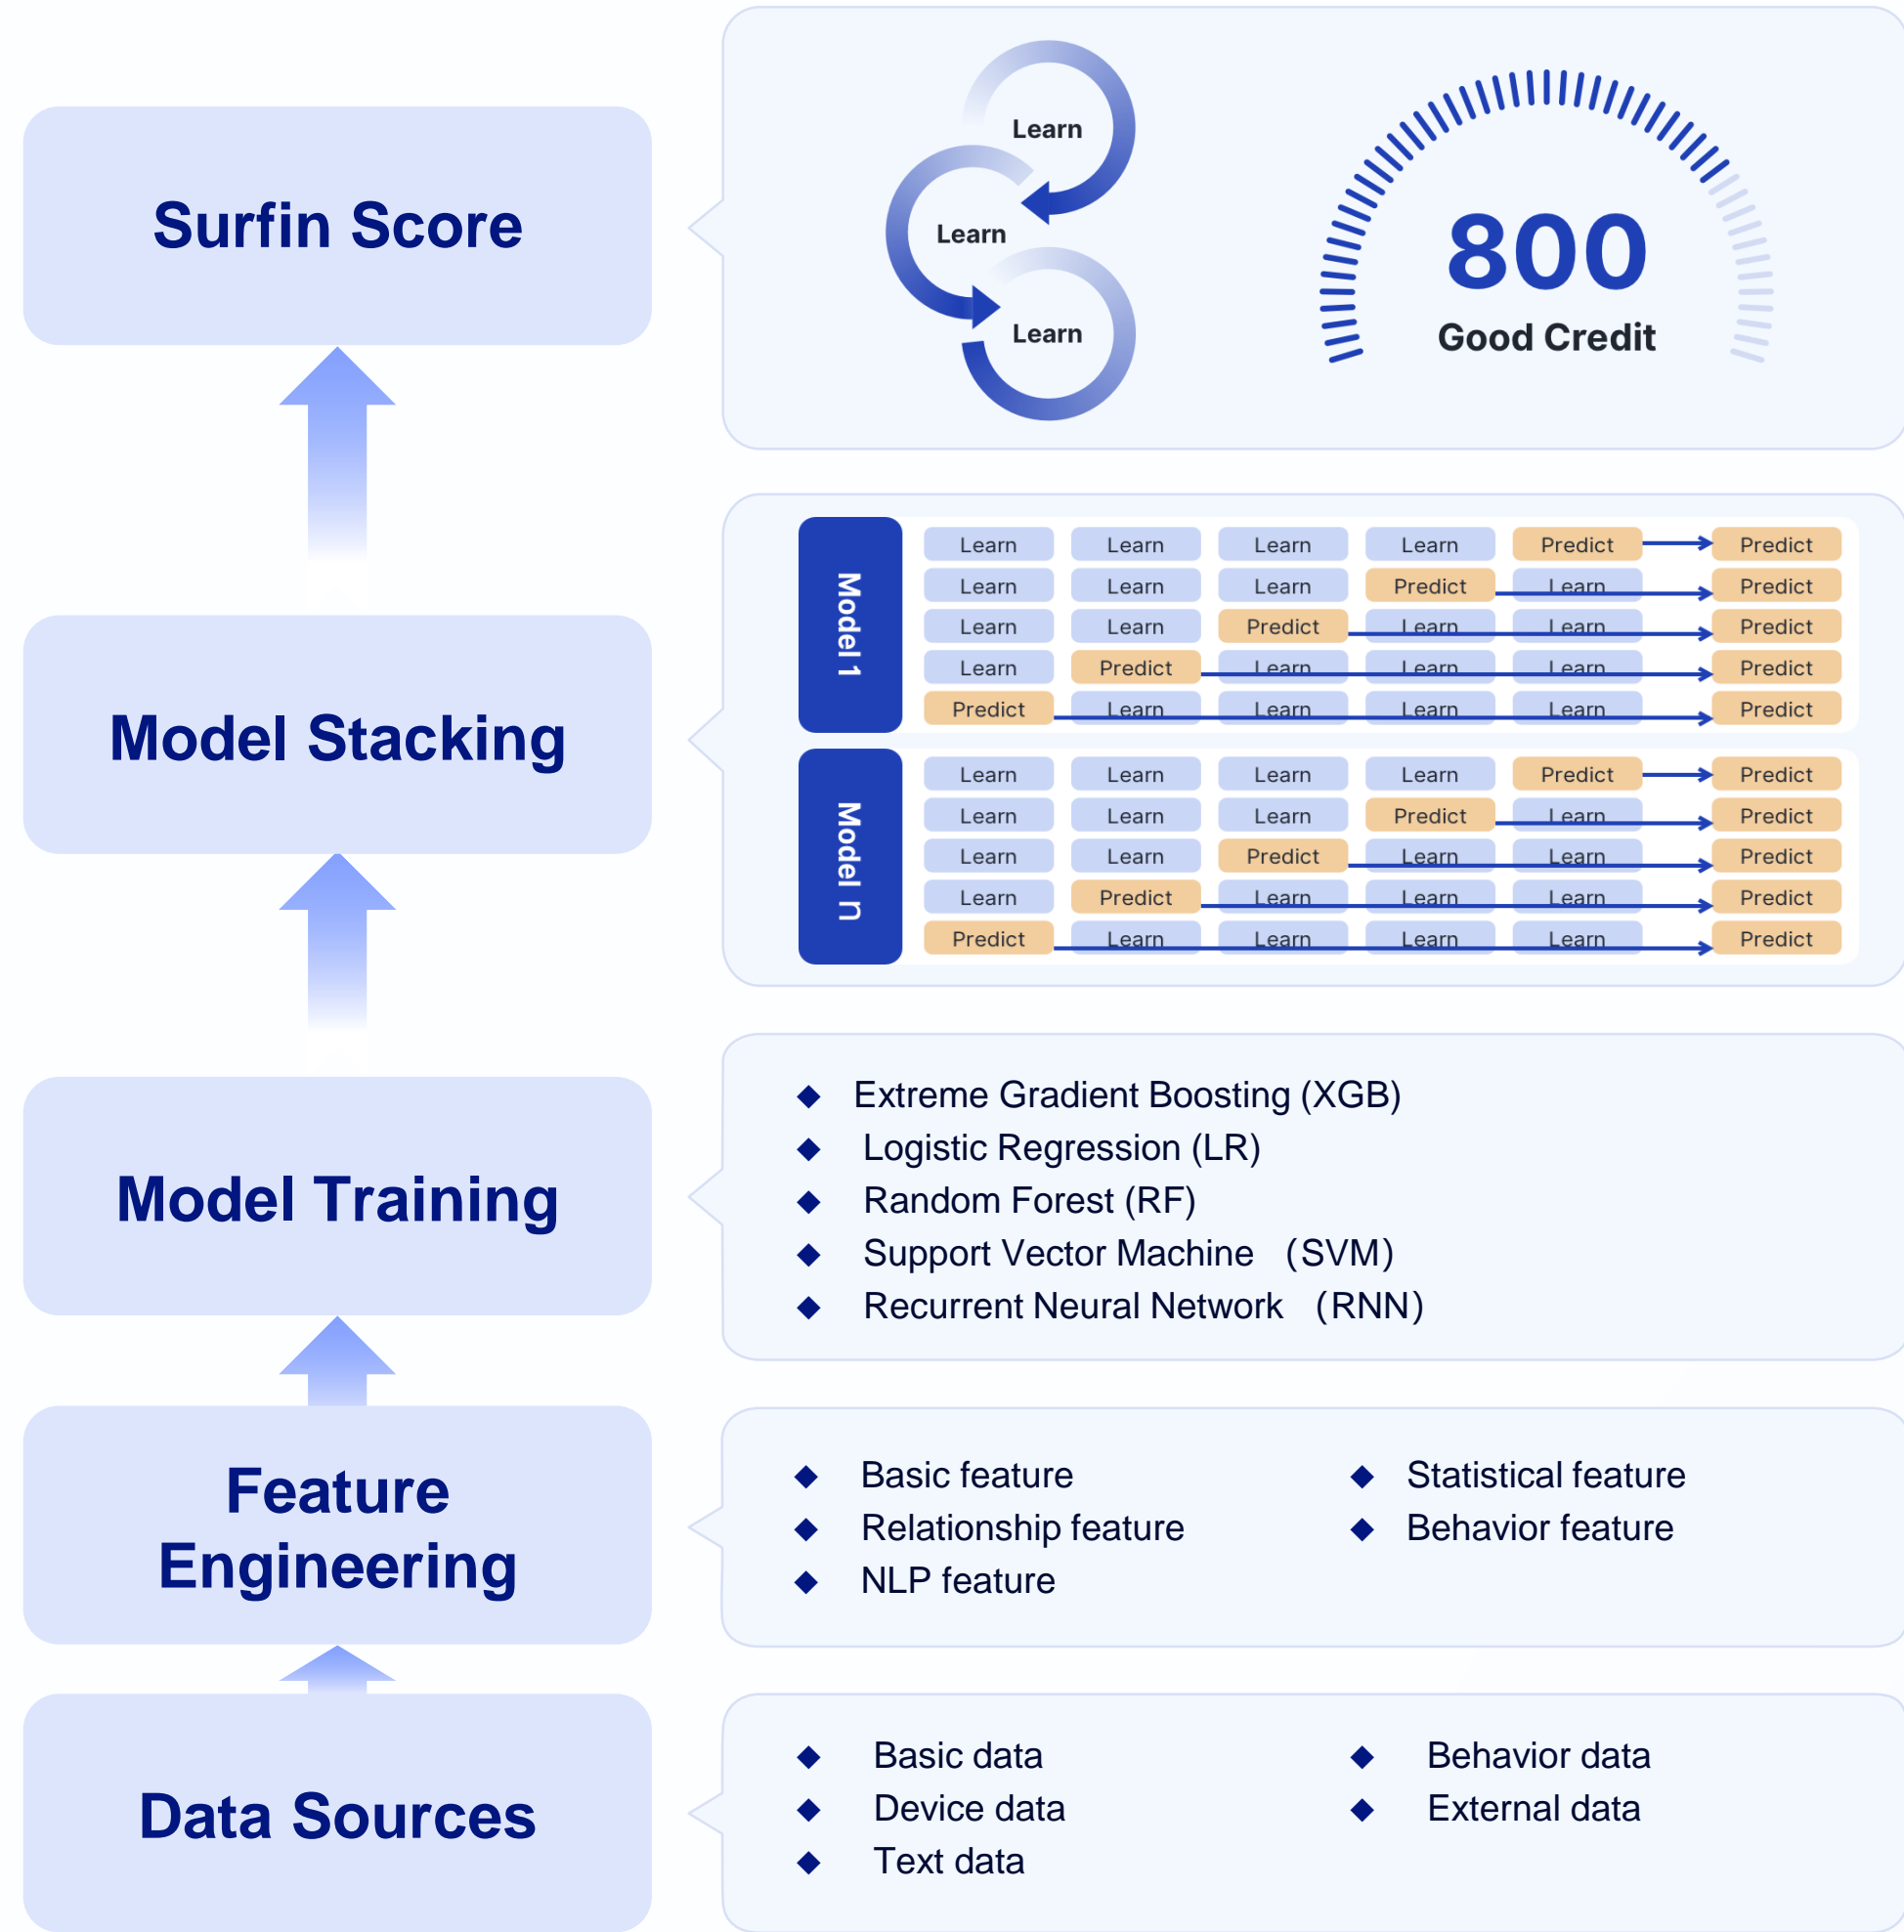 Surfin Score
Learn
Learn
Learn
800
Good Credit
Model Stacking
Model 1
Learn Learn Learn Learn Predict Predict
Learn Learn Learn Predict Learn Predict
Learn Learn Predict Learn Learn Predict
Learn Predict Learn Learn Learn Predict
Predict Learn Learn Learn Learn Predict
Model n
Learn Learn Learn Learn Predict Predict
Learn Learn Learn Predict Learn Predict
Learn Learn Predict Learn Learn Predict
Learn Predict Learn Learn Learn Predict
Predict Learn Learn Learn Learn Predict
Model Training
◆ Extreme Gradient Boosting (XGB)
◆ Logistic Regression (LR)
◆ Random Forest (RF)
◆ Support Vector Machine （SVM）
◆ Recurrent Neural Network （RNN）
Feature
Engineering
◆ Basic feature
◆ Relationship feature
◆ NLP feature
◆ Statistical feature
◆ Behavior feature
Data Sources
◆ Basic data
◆ Device data
◆ Text data
◆ Behavior data
◆ External data